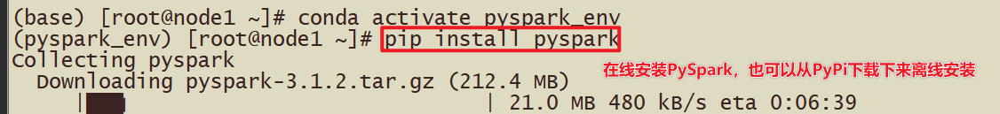 (base) [root@node1 ~]# conda activate pyspark_env
(pyspark_env) [root@node1 ~]# pip install pyspark
Collecting pyspark
在线安装PySpark，也可以从PyPi下载下来离线安装
Downloading pyspark-3.1.2.tar.gz (212.4 MB)
|███ | 21.0 MB 480 kB/s eta 0:06:39